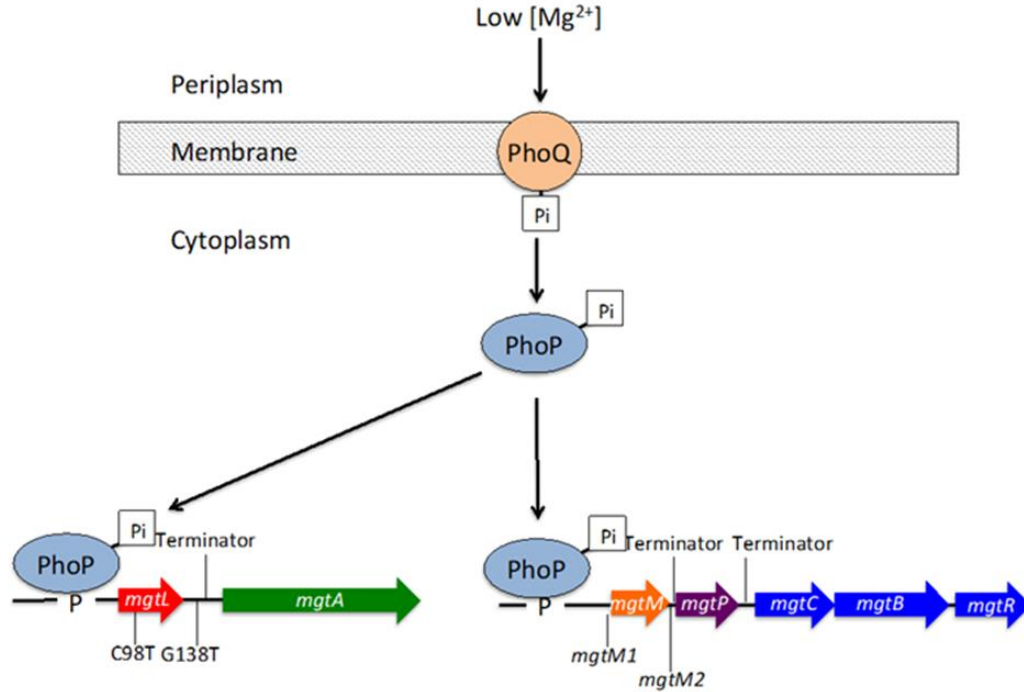 Low [Mg²⁺]
Periplasm
Membrane
PhoQ
Pi
Cytoplasm
Pi
PhoP
Pi
Terminator
PhoP
P
mgtL
mgtA
C98T G138T
Pi
Terminator Terminator
PhoP
P
mgtM
mgtP
mgtC
mgtB
mgtR
mgtM1
mgtM2